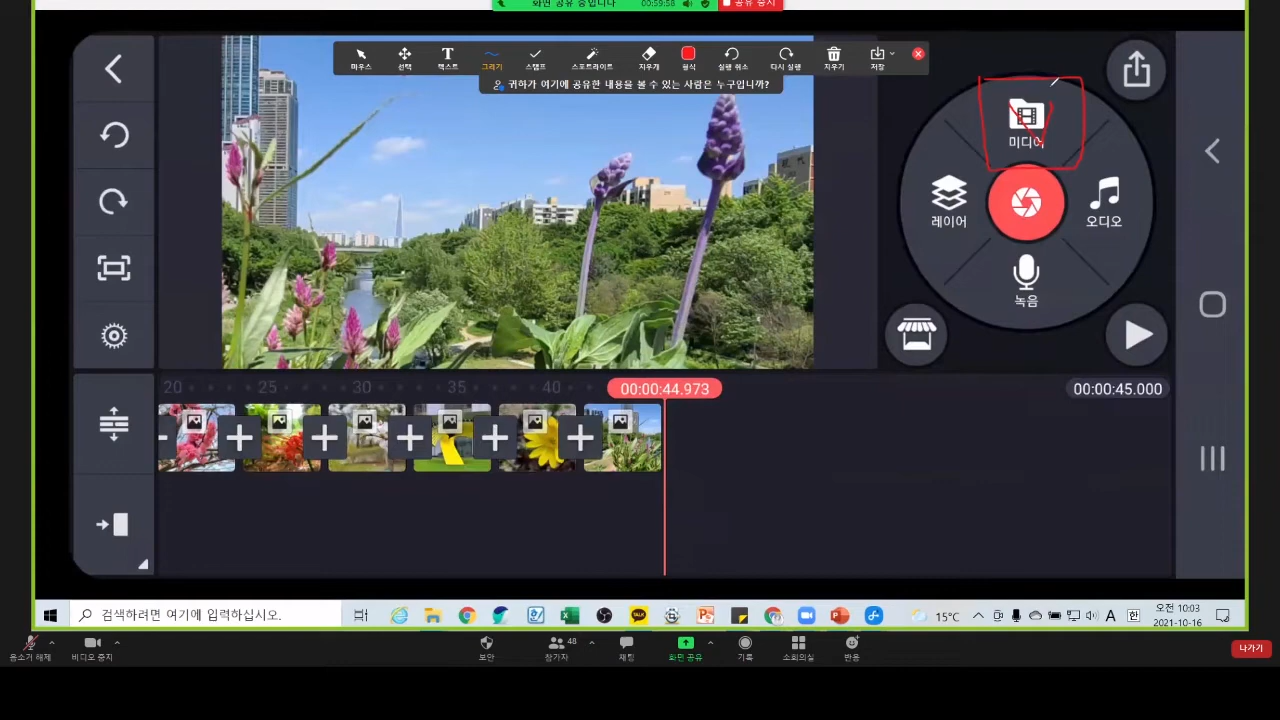 화면 공유 중입니다 00:59:58 공유 중지
마우스 선택 텍스트 그리기 스탬프 스포트라이트 지우개 형식 실행 취소 다시 실행 지우기 저장
귀하가 여기에 공유한 내용을 볼 수 있는 사람은 누구입니까?
미디어
레이어 오디오
녹음
20 25 30 35 40 00:00:44.973 00:00:45.000
검색하려면 여기에 입력하십시오.
TALK
15°C A 한 오전 10:03
2021-10-16
음소거 해제 비디오 중지 보안 참가자 48 채팅 화면 공유 기록 소회의실 반응 나가기